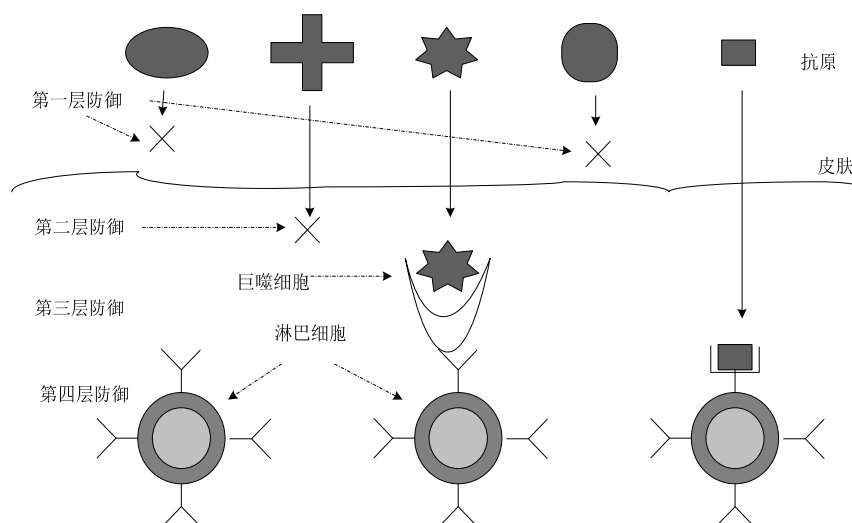 抗原
第一层防御
皮肤
第二层防御
巨噬细胞
第三层防御
淋巴细胞
第四层防御